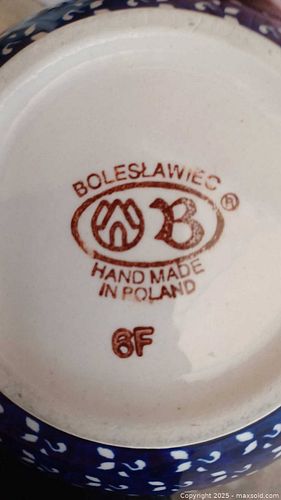 BOLESŁAWIEC
B ®
HAND MADE
IN POLAND
6F
Copyright 2025 - maxsold.com